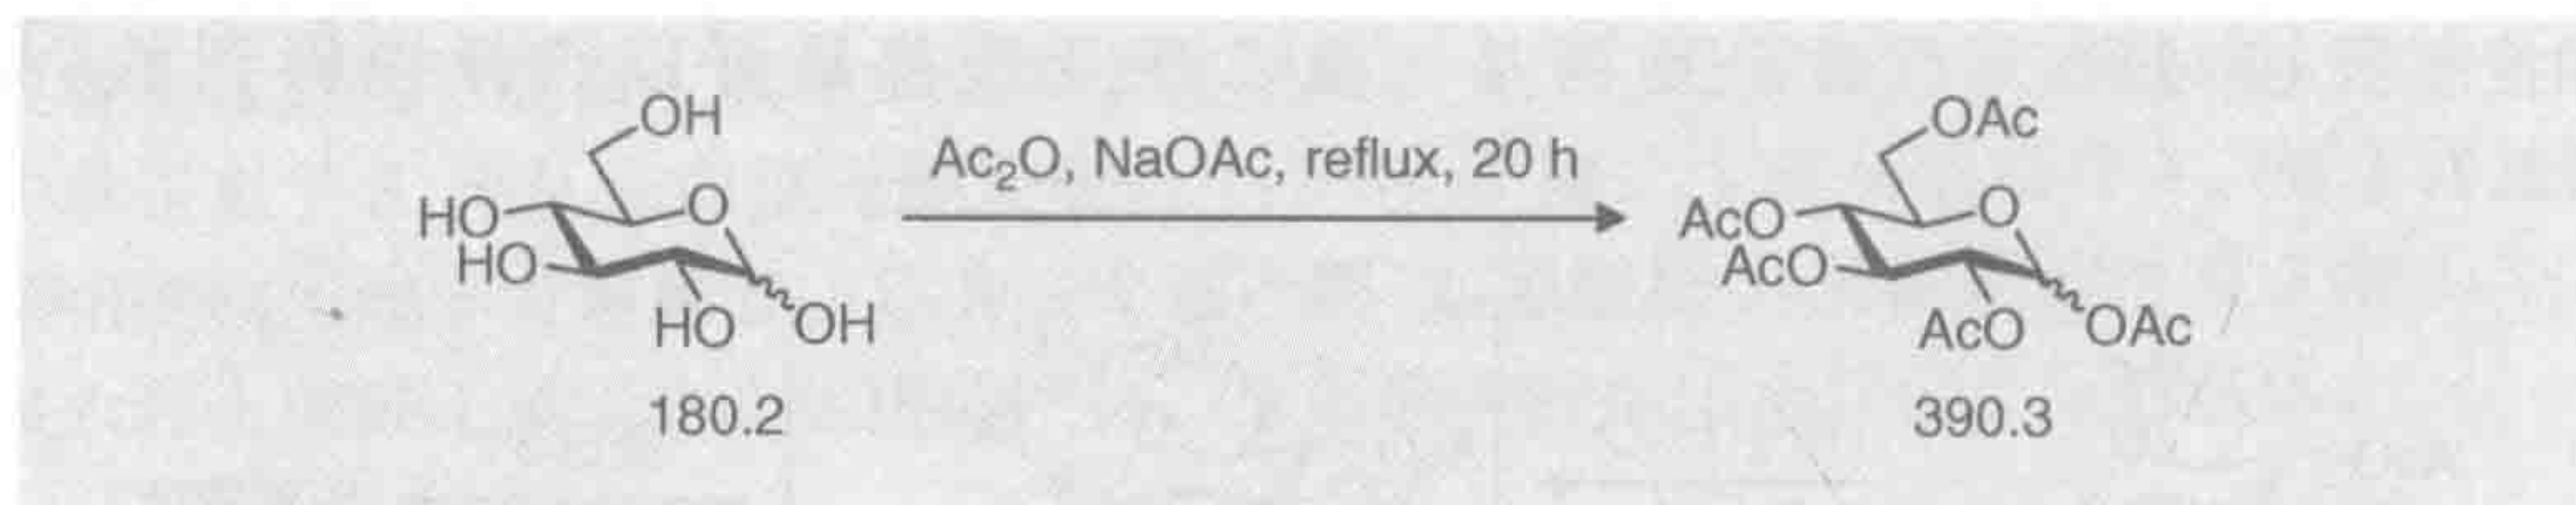 OH
OAc
Ac₂O, NaOAc, reflux, 20 h
HO
O
AcO
O
HO
AcO
HO
OH
AcO
OAc
180.2
390.3